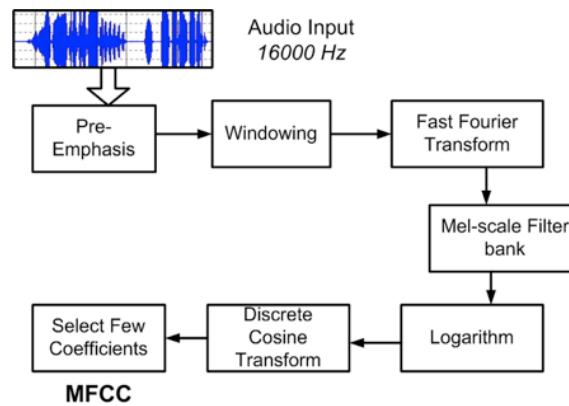 Audio Input
16000 Hz
Pre-
Emphasis
Windowing
Fast Fourier
Transform
Mel-scale Filter
bank
Logarithm
Discrete
Cosine
Transform
Select Few
Coefficients
MFCC